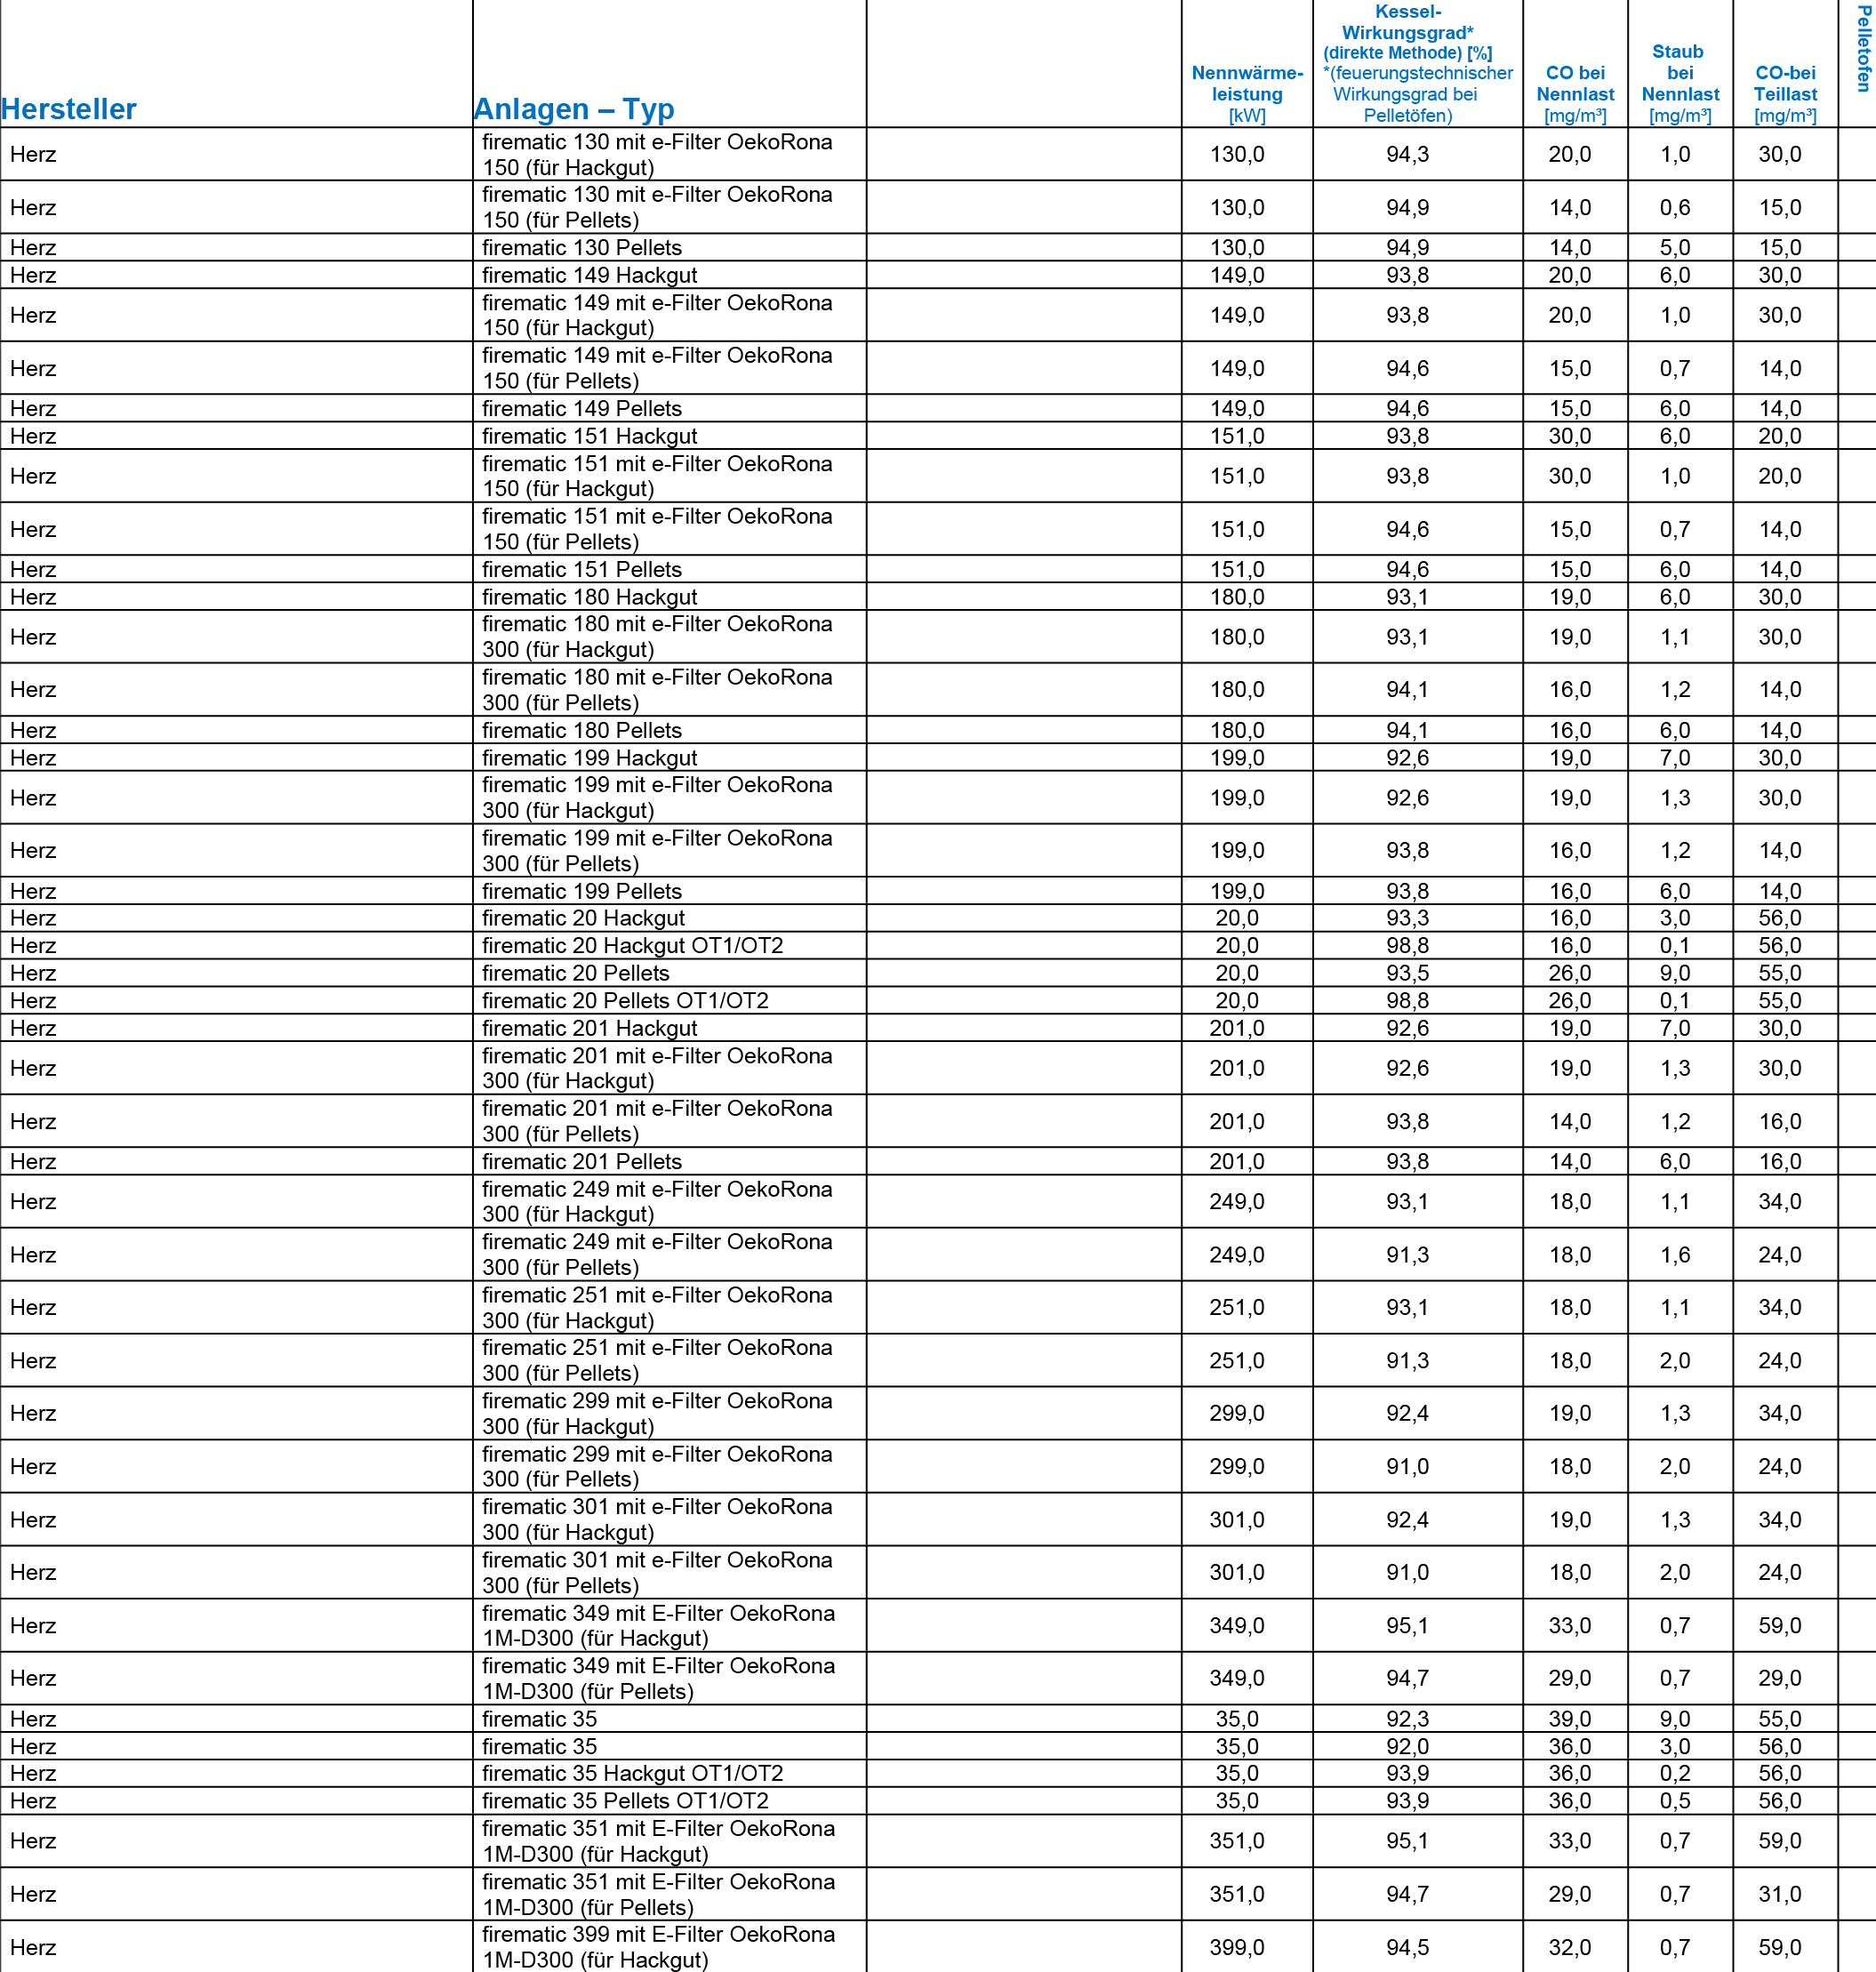 Hersteller Anlagen – Typ Nennwärme-leistung [kW] Kessel-Wirkungsgrad* (direkte Methode) [%] *(feuerungstechnischer Wirkungsgrad bei Pelletöfen) CO bei Nennlast [mg/m³] Staub bei Nennlast [mg/m³] CO-bei Teillast [mg/m³] Pelletofen
Herz firematic 130 mit e-Filter OekoRona 150 (für Hackgut) 130,0 94,3 20,0 1,0 30,0
Herz firematic 130 mit e-Filter OekoRona 150 (für Pellets) 130,0 94,9 14,0 0,6 15,0
Herz firematic 130 Pellets 130,0 94,9 14,0 5,0 15,0
Herz firematic 149 Hackgut 149,0 93,8 20,0 6,0 30,0
Herz firematic 149 mit e-Filter OekoRona 150 (für Hackgut) 149,0 93,8 20,0 1,0 30,0
Herz firematic 149 mit e-Filter OekoRona 150 (für Pellets) 149,0 94,6 15,0 0,7 14,0
Herz firematic 149 Pellets 149,0 94,6 15,0 6,0 14,0
Herz firematic 151 Hackgut 151,0 93,8 30,0 6,0 20,0
Herz firematic 151 mit e-Filter OekoRona 150 (für Hackgut) 151,0 93,8 30,0 1,0 20,0
Herz firematic 151 mit e-Filter OekoRona 150 (für Pellets) 151,0 94,6 15,0 0,7 14,0
Herz firematic 151 Pellets 151,0 94,6 15,0 6,0 14,0
Herz firematic 180 Hackgut 180,0 93,1 19,0 6,0 30,0
Herz firematic 180 mit e-Filter OekoRona 300 (für Hackgut) 180,0 93,1 19,0 1,1 30,0
Herz firematic 180 mit e-Filter OekoRona 300 (für Pellets) 180,0 94,1 16,0 1,2 14,0
Herz firematic 180 Pellets 180,0 94,1 16,0 6,0 14,0
Herz firematic 199 Hackgut 199,0 92,6 19,0 7,0 30,0
Herz firematic 199 mit e-Filter OekoRona 300 (für Hackgut) 199,0 92,6 19,0 1,3 30,0
Herz firematic 199 mit e-Filter OekoRona 300 (für Pellets) 199,0 93,8 16,0 1,2 14,0
Herz firematic 199 Pellets 199,0 93,8 16,0 6,0 14,0
Herz firematic 20 Hackgut 20,0 93,3 16,0 3,0 56,0
Herz firematic 20 Hackgut OT1/OT2 20,0 98,8 16,0 0,1 56,0
Herz firematic 20 Pellets 20,0 93,5 26,0 9,0 55,0
Herz firematic 20 Pellets OT1/OT2 20,0 98,8 26,0 0,1 55,0
Herz firematic 201 Hackgut 201,0 92,6 19,0 7,0 30,0
Herz firematic 201 mit e-Filter OekoRona 300 (für Hackgut) 201,0 92,6 19,0 1,3 30,0
Herz firematic 201 mit e-Filter OekoRona 300 (für Pellets) 201,0 93,8 14,0 1,2 16,0
Herz firematic 201 Pellets 201,0 93,8 14,0 6,0 16,0
Herz firematic 249 mit e-Filter OekoRona 300 (für Hackgut) 249,0 93,1 18,0 1,1 34,0
Herz firematic 249 mit e-Filter OekoRona 300 (für Pellets) 249,0 91,3 18,0 1,6 24,0
Herz firematic 251 mit e-Filter OekoRona 300 (für Hackgut) 251,0 93,1 18,0 1,1 34,0
Herz firematic 251 mit e-Filter OekoRona 300 (für Pellets) 251,0 91,3 18,0 2,0 24,0
Herz firematic 299 mit e-Filter OekoRona 300 (für Hackgut) 299,0 92,4 19,0 1,3 34,0
Herz firematic 299 mit e-Filter OekoRona 300 (für Pellets) 299,0 91,0 18,0 2,0 24,0
Herz firematic 301 mit e-Filter OekoRona 300 (für Hackgut) 301,0 92,4 19,0 1,3 34,0
Herz firematic 301 mit e-Filter OekoRona 300 (für Pellets) 301,0 91,0 18,0 2,0 24,0
Herz firematic 349 mit E-Filter OekoRona 1M-D300 (für Hackgut) 349,0 95,1 33,0 0,7 59,0
Herz firematic 349 mit E-Filter OekoRona 1M-D300 (für Pellets) 349,0 94,7 29,0 0,7 29,0
Herz firematic 35 35,0 92,3 39,0 9,0 55,0
Herz firematic 35 35,0 92,0 36,0 3,0 56,0
Herz firematic 35 Hackgut OT1/OT2 35,0 93,9 36,0 0,2 56,0
Herz firematic 35 Pellets OT1/OT2 35,0 93,9 36,0 0,5 56,0
Herz firematic 351 mit E-Filter OekoRona 1M-D300 (für Hackgut) 351,0 95,1 33,0 0,7 59,0
Herz firematic 351 mit E-Filter OekoRona 1M-D300 (für Pellets) 351,0 94,7 29,0 0,7 31,0
Herz firematic 399 mit E-Filter OekoRona 1M-D300 (für Hackgut) 399,0 94,5 32,0 0,7 59,0